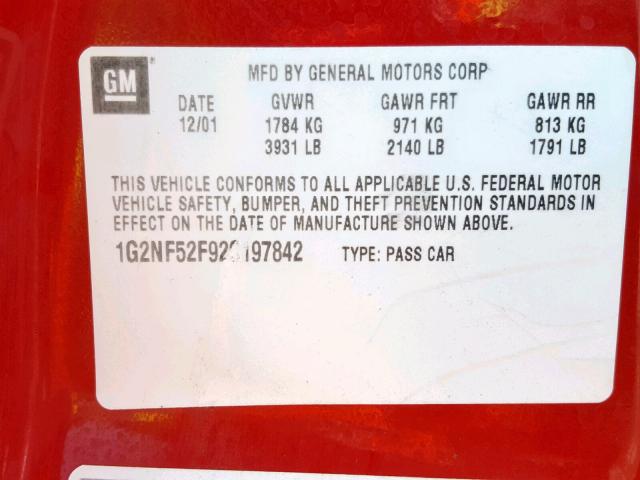 GM
MFD BY GENERAL MOTORS CORP
DATE GVWR GAWR FRT GAWR RR
12/01 1784 KG 971 KG 813 KG
3931 LB 2140 LB 1791 LB
THIS VEHICLE CONFORMS TO ALL APPLICABLE U.S. FEDERAL MOTOR
VEHICLE SAFETY, BUMPER, AND THEFT PREVENTION STANDARDS IN
EFFECT ON THE DATE OF MANUFACTURE SHOWN ABOVE.
TYPE: PASS CAR